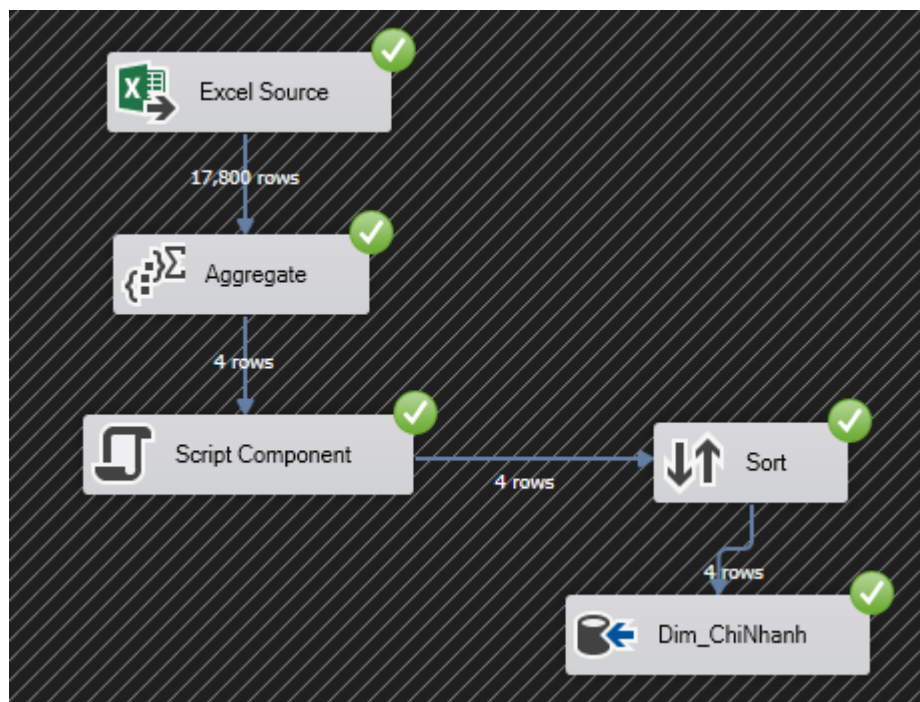 Excel Source
17,800 rows
Aggregate
4 rows
Script Component
4 rows
Sort
4 rows
Dim_ChiNhanh